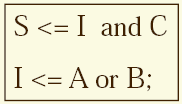 S <= I and C
I <= A or B;